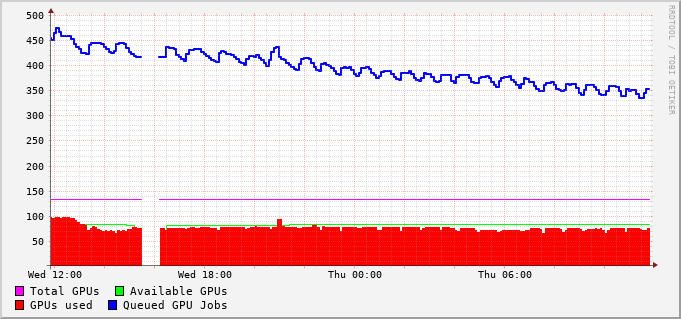 500
450
400
350
300
250
200
150
100
50
Wed 12:00 Wed 18:00 Thu 00:00 Thu 06:00
Total GPUs Available GPUs
GPUs used Queued GPU Jobs
RRDTOOL / TOBI OETIKER